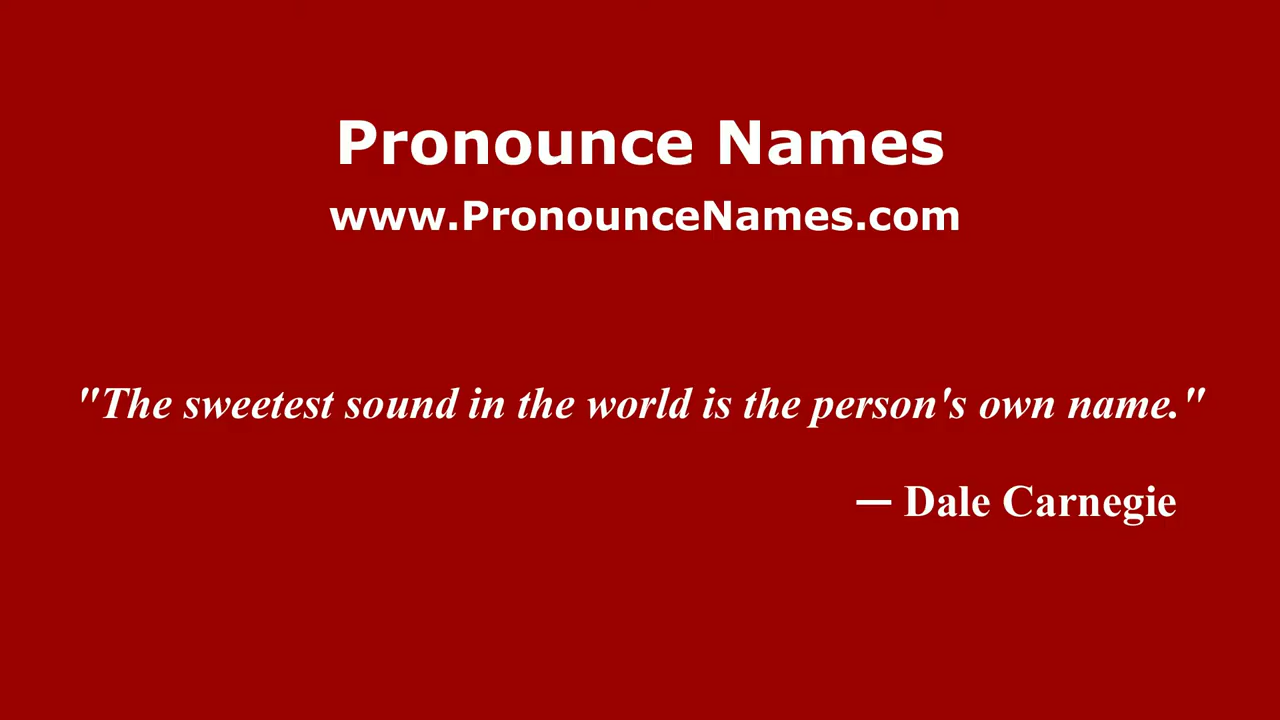 Pronounce Names
www.PronounceNames.com
"The sweetest sound in the world is the person's own name."
— Dale Carnegie